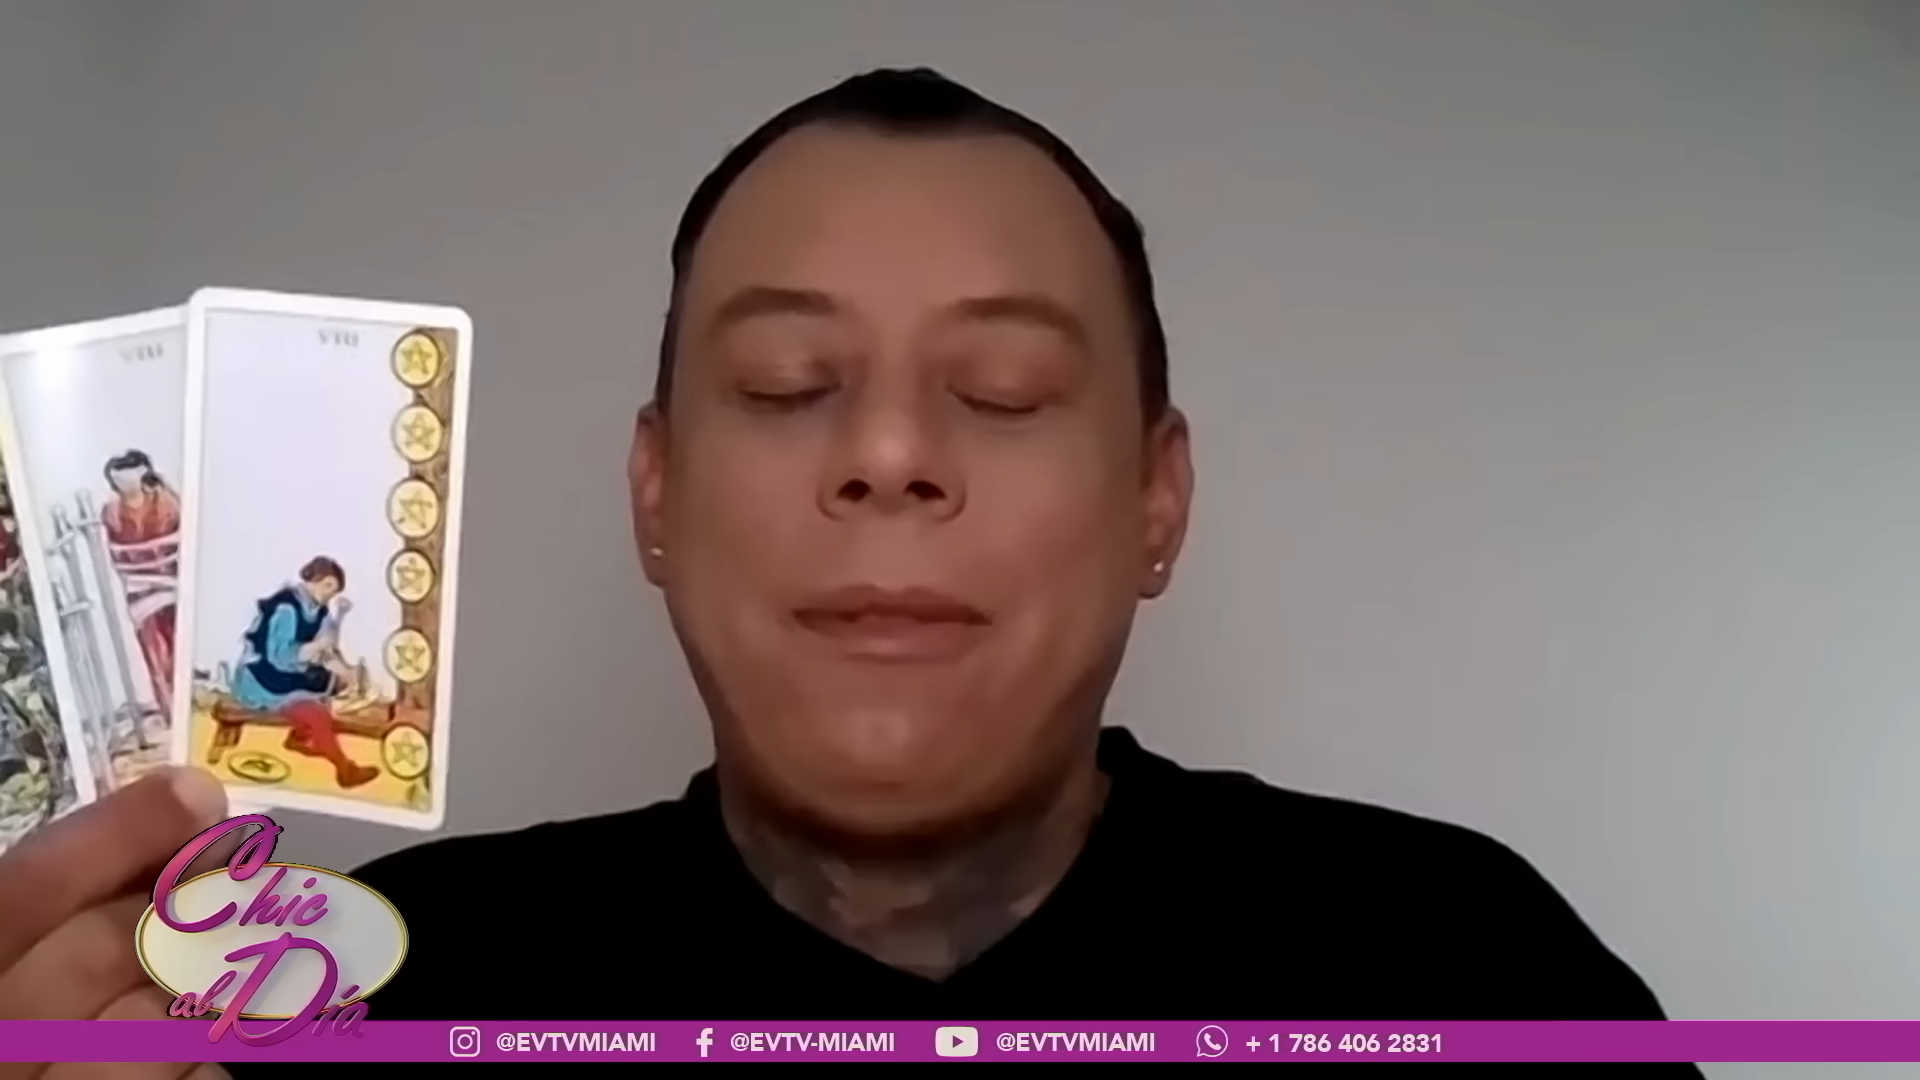 VIII
VIII
Chic
al Día
@EVTVMIAMI @EVTV-MIAMI @EVTVMIAMI + 1 786 406 2831